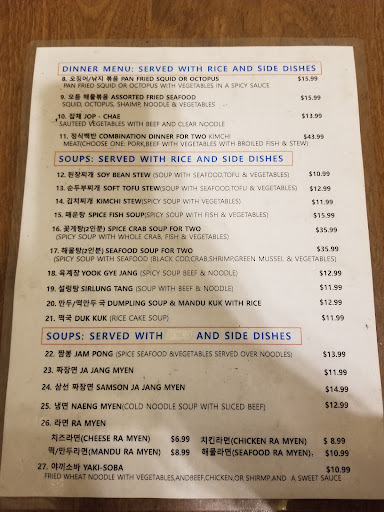 DINNER MENU: SERVED WITH RICE AND SIDE DISHES
8. 오징어/낙지 볶음 PAN FRIED SQUID OR OCTOPUS $15.99
PAN FRIED SQUID OR OCTOPUS WITH VEGETABLES IN A SPICY SAUCE
9. 모듬 해물볶음 ASSORTED FRIED SEAFOOD $15.99
SQUID, OCTOPUS, SHAIMP, NOODLE & VEGETABLES
10. 잡채 JOP - CHAE $13.99
SAUTEED VEGETABLES WITH BEEF AND CLEAR NOODLE
11. 정식백반 COMBINATION DINNER FOR TWO KIMCHI $43.99
MEAT(CHOOSE ONE: PORK,BEEF WITH VEGETABLES WITH BROILED FISH & STEW)
SOUPS: SERVED WITH RICE AND SIDE DISHES
12. 된장찌개 SOY BEAN STEW (SOUP WITH SEAFOOD,TOFU & VEGETABLES) $10.99
13. 순두부찌개 SOFT TOFU STEW(SOUP WITH SEAFOOD,TOFU & VEGETABLES) $12.99
14. 김치찌개 KIMCHI STEW(SPICY SOUP WITH & VEGETABLES) $11.99
15. 매운탕 SPICE FISH SOUP(SPICY SOUP WITH FISH & VEGETABLES) $15.99
16. 꽃게탕(2인분) SPICE CRAB SOUP FOR TWO $35.99
(SPICY SOUP WITH WHOLE CRAB, FISH & VEGETABLES)
17. 해물탕(2인분) SEAFOOD SOUP FOR TWO $35.99
(SPICY SOUP WITH SEAFOOD (BLACK COD,CRAB,SHRIMP,GREEN MUSSEL & VEGETABLES)
18. 육계장 YOOK GYE JANG (SPICY SOUP BEEF & NOODLE) $12.99
19. 설렁탕 SIRLUNG TANG (SOUP WITH BEEF & NOODLE) $11.99
20. 만두/떡만두 국 DUMPLING SOUP & MANDU KUK WITH RICE $12.99
21. 떡국 DUK KUK (RICE CAKE SOUP) $11.99
SOUPS: SERVED WITH AND SIDE DISHES
22. 짬뽕 JAM PONG (SPICE SEAFOOD &VEGETABLES SERVED OVER NOODLES) $13.99
23. 짜장면 JA JANG MYEN $11.99
24. 삼선 짜장면 SAMSON JA JANG MYEN $14.99
25. 냉면 NAENG MYEN(COLD NOODLE SOUP WITH SLICED BEEF) $12.99
26. 라면 RA MYEN
치즈라면(CHEESE RA MYEN) $6.99 치킨라면(CHICKEN RA MYEN) $ 8.99
떡/만두라면(MANDU RA MYEN) $8.99 해물라면(SEAFOOD RA MYEN). $10.99
27. 야끼소바 YAKI-SOBA $10.99
FRIED WHEAT NOODLE WITH VEGETABLES,ANDBEEF,CHICKEN,OR SHIRMP.AND A SWEET SAUCE